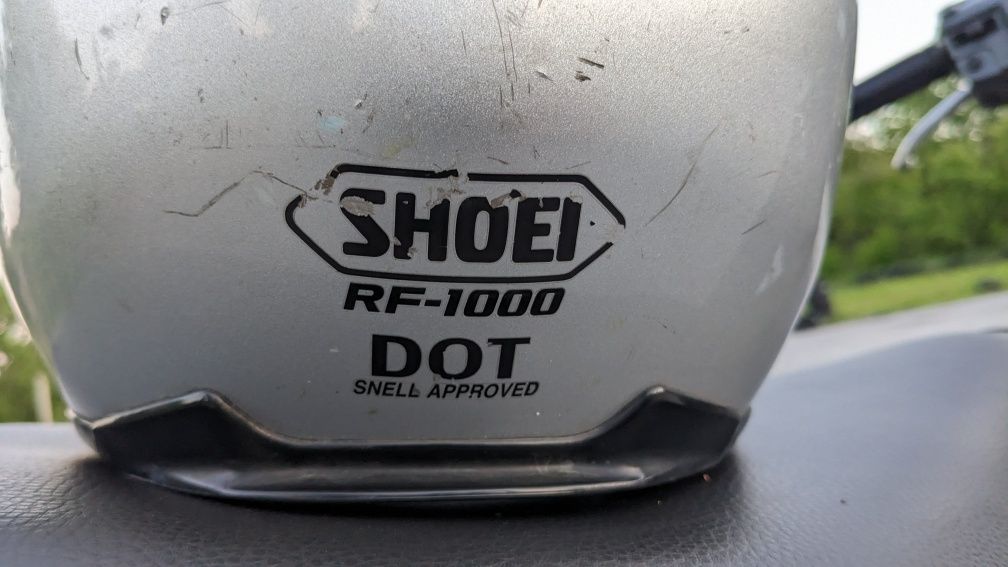 SHOEI
RF-1000
DOT
SNELL APPROVED